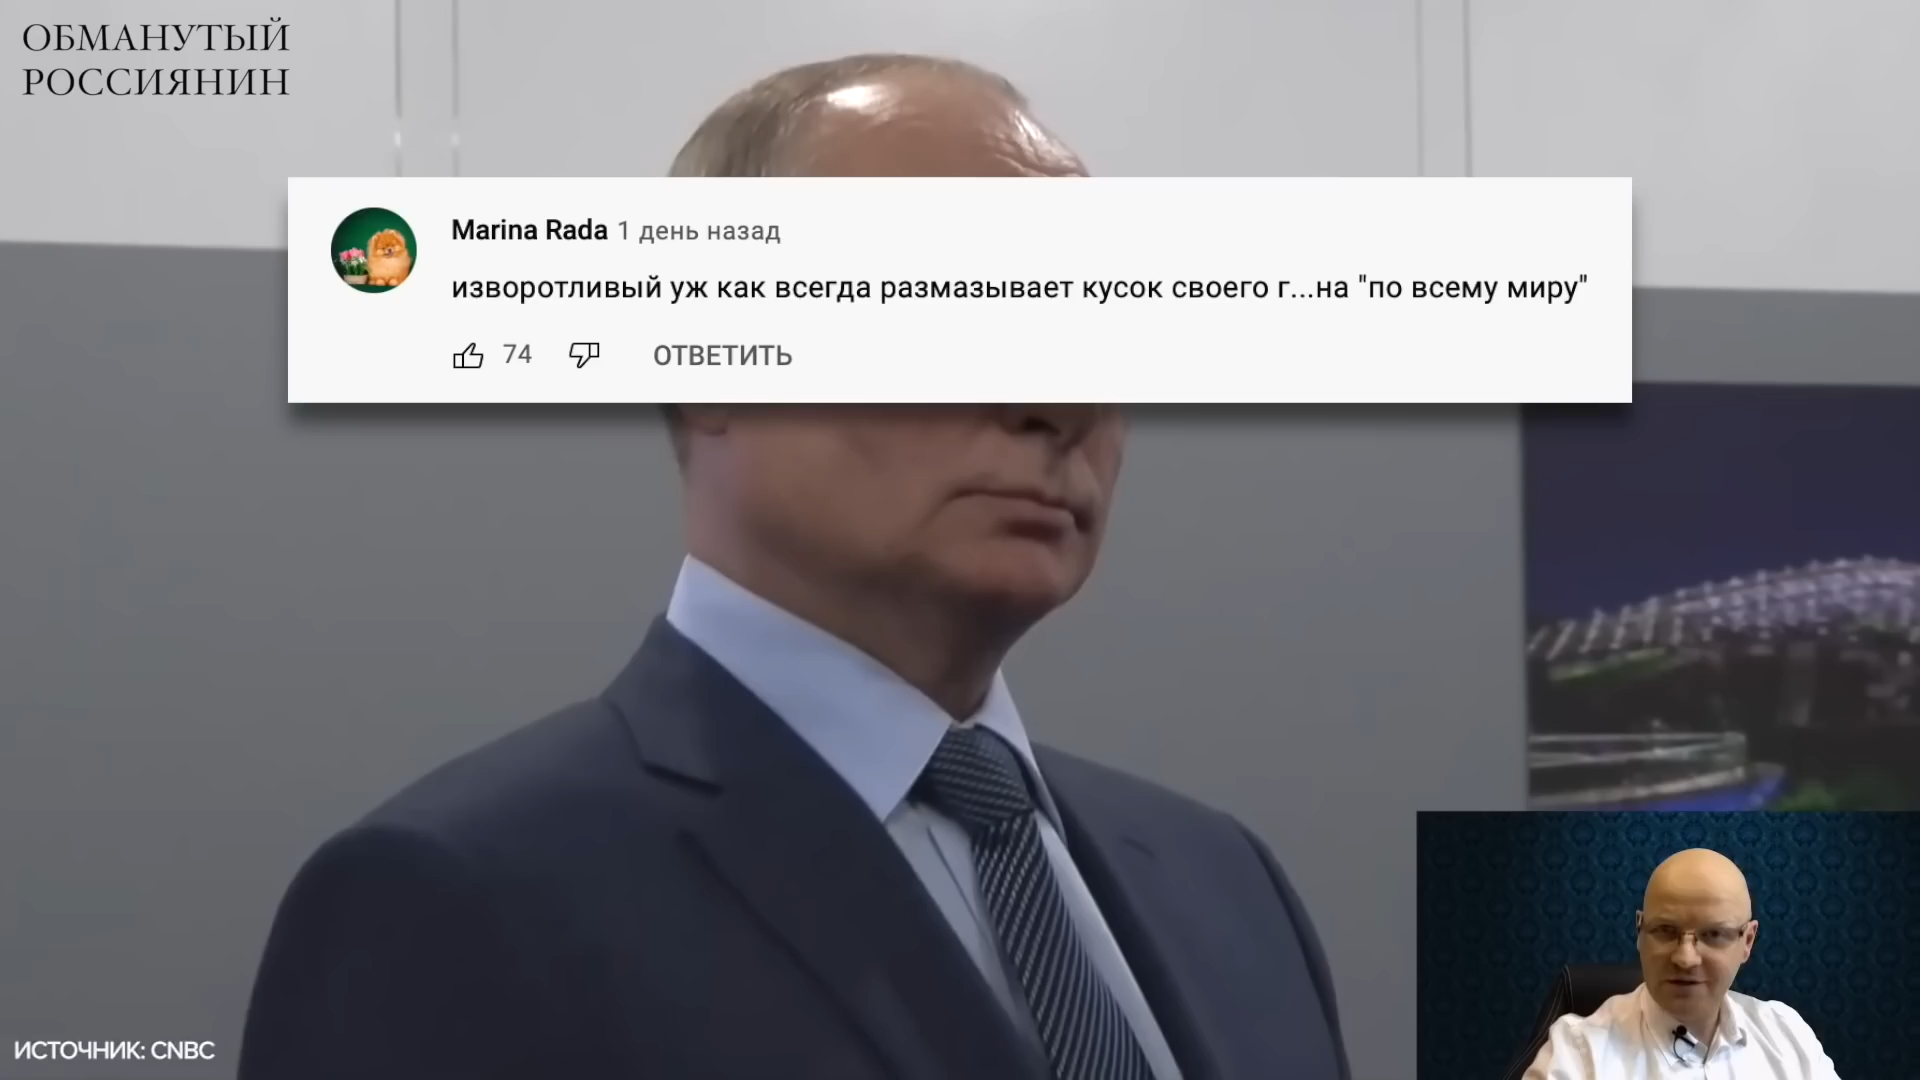 ОБМАНУТЫЙ
РОССИЯНИН
Marina Rada 1 день назад
изворотливый уж как всегда размазывает кусок своего г...на "по всему миру"
74 ОТВЕТИТЬ
ИСТОЧНИК: CNBC